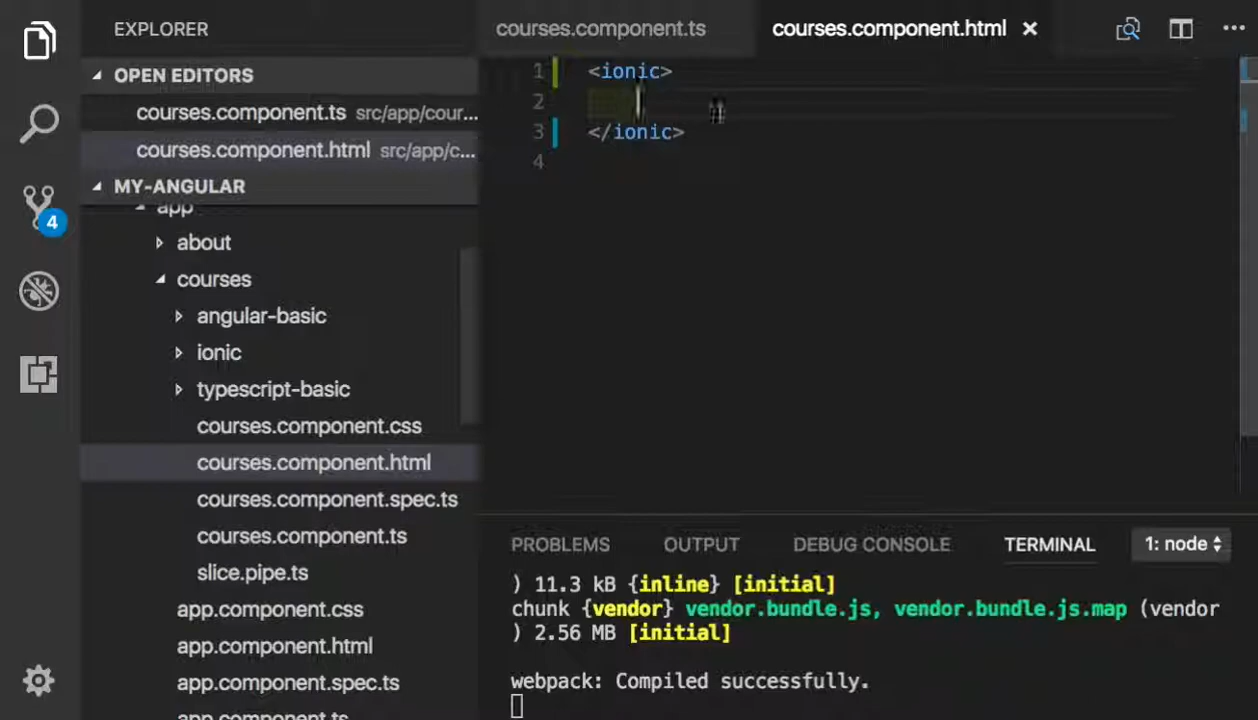 EXPLORER
OPEN EDITORS
courses.component.ts src/app/cour...
courses.component.html src/app/c...
MY-ANGULAR
app
about
courses
angular-basic
ionic
typescript-basic
courses.component.css
courses.component.html
courses.component.spec.ts
courses.component.ts
slice.pipe.ts
app.component.css
app.component.html
app.component.spec.ts
app.component.ts
4
courses.component.ts courses.component.html
1 <ionic>
2
3 </ionic>
4
PROBLEMS OUTPUT DEBUG CONSOLE TERMINAL 1: node
) 11.3 kB {inline} [initial]
chunk {vendor} vendor.bundle.js, vendor.bundle.js.map (vendor
) 2.56 MB [initial]
webpack: Compiled successfully.